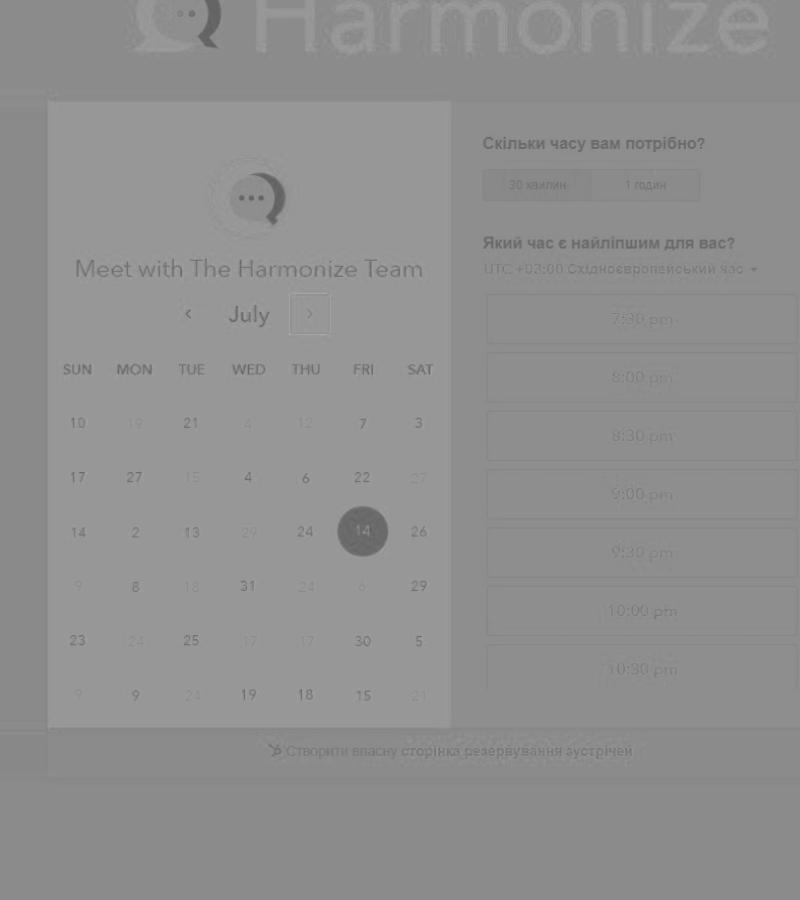 Harmonize
Meet with The Harmonize Team
July
SUN MON TUE WED THU FRI SAT
10 19 21 4 12 7 3
17 27 15 4 6 22 27
14 2 13 29 24 14 26
9 8 18 31 24 6 29
23 24 25 17 17 30 5
9 9 24 19 18 15 21
Скільки часу вам потрібно?
30 хвилин 1 годин
Який час є найліпшим для вас?
UTC +03:00 Східноєвропейський час
7:30 pm
8:00 pm
8:30 pm
9:00 pm
9:30 pm
10:00 pm
10:30 pm
Створити власну сторінка резервування зустрічей